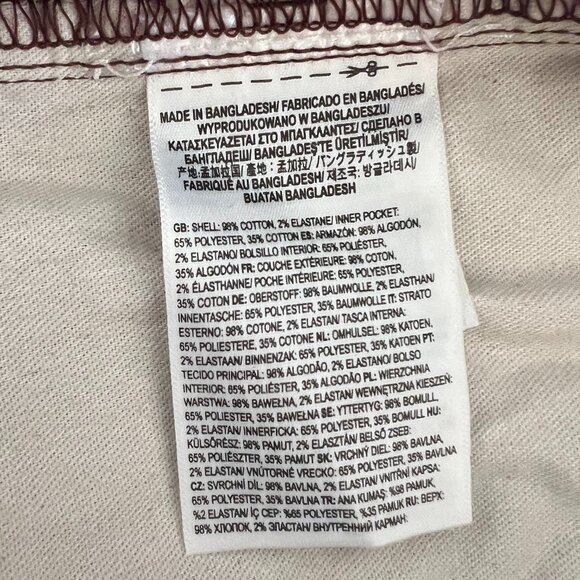 MADE IN BANGLADESH/ FABRICADO EN BANGLADÉS/
WYPRODUKOWANO W BANGLADESZU/
ΚΑΤΑΣΚΕΥΑΖΕΤΑΙ ΣΤΟ ΜΠΑΓΚΛΑΝΤΕΣ/ СДЕЛАНО В
БАНГЛАДЕШ/ BANGLADEŞ'TE ÜRETİLMİŞTİR/
产地:孟加拉国/ 產地:孟加拉/ バングラディッシュ製/
FABRIQUÉ AU BANGLADESH/ 제조국: 방글라데시/
BUATAN BANGLADESH
GB: SHELL: 98% COTTON, 2% ELASTANE/ INNER POCKET:
65% POLYESTER, 35% COTTON ES: ARMAZÓN: 98% ALGODÓN,
2% ELASTANO/ BOLSILLO INTERIOR: 65% POLIÉSTER,
35% ALGODÓN FR: COUCHE EXTÉRIEURE: 98% COTON,
2% ÉLASTHANNE/ POCHE INTÉRIEURE: 65% POLYESTER,
35% COTON DE: OBERSTOFF: 98% BAUMWOLLE, 2% ELASTHAN/
INNENTASCHE: 65% POLYESTER, 35% BAUMWOLLE IT: STRATO
ESTERNO: 98% COTONE, 2% ELASTAN/ TASCA INTERNA:
65% POLIESTERE, 35% COTONE NL: OMHULSEL: 98% KATOEN,
2% ELASTAAN/ BINNENZAK: 65% POLYESTER, 35% KATOEN PT:
TECIDO PRINCIPAL: 98% ALGODÃO, 2% ELASTANO/ BOLSO
INTERIOR: 65% POLIÉSTER, 35% ALGODÃO PL: WIERZCHNIA
WARSTWA: 98% BAWEŁNA, 2% ELASTAN/ WEWNĘTRZNA KIESZEŃ:
65% POLIESTER, 35% BAWEŁNA SE: YTTERTYG: 98% BOMULL,
2% ELASTAN/ INNERFICKA: 65% POLYESTER, 35% BOMULL HU:
KÜLSŐRÉSZ: 98% PAMUT, 2% ELASZTÁN/ BELSŐ ZSEB:
65% POLIÉSZTER, 35% PAMUT SK: VRCHNÝ DIEL: 98% BAVLNA,
2% ELASTAN/ VNÚTORNÉ VRECKO: 65% POLYESTER, 35% BAVLNA
CZ: SVRCHNÍ DÍL: 98% BAVLNA, 2% ELASTAN/ VNITŘNÍ KAPSA:
65% POLYESTER, 35% BAVLNA TR: ANA KUMAŞ: %98 PAMUK,
%2 ELASTAN/ İÇ CEP: %65 POLYESTER, %35 PAMUK RU: ВЕРХ:
98% ХЛОПОК, 2% ЭЛАСТАН/ ВНУТРЕННИЙ КАРМАН: